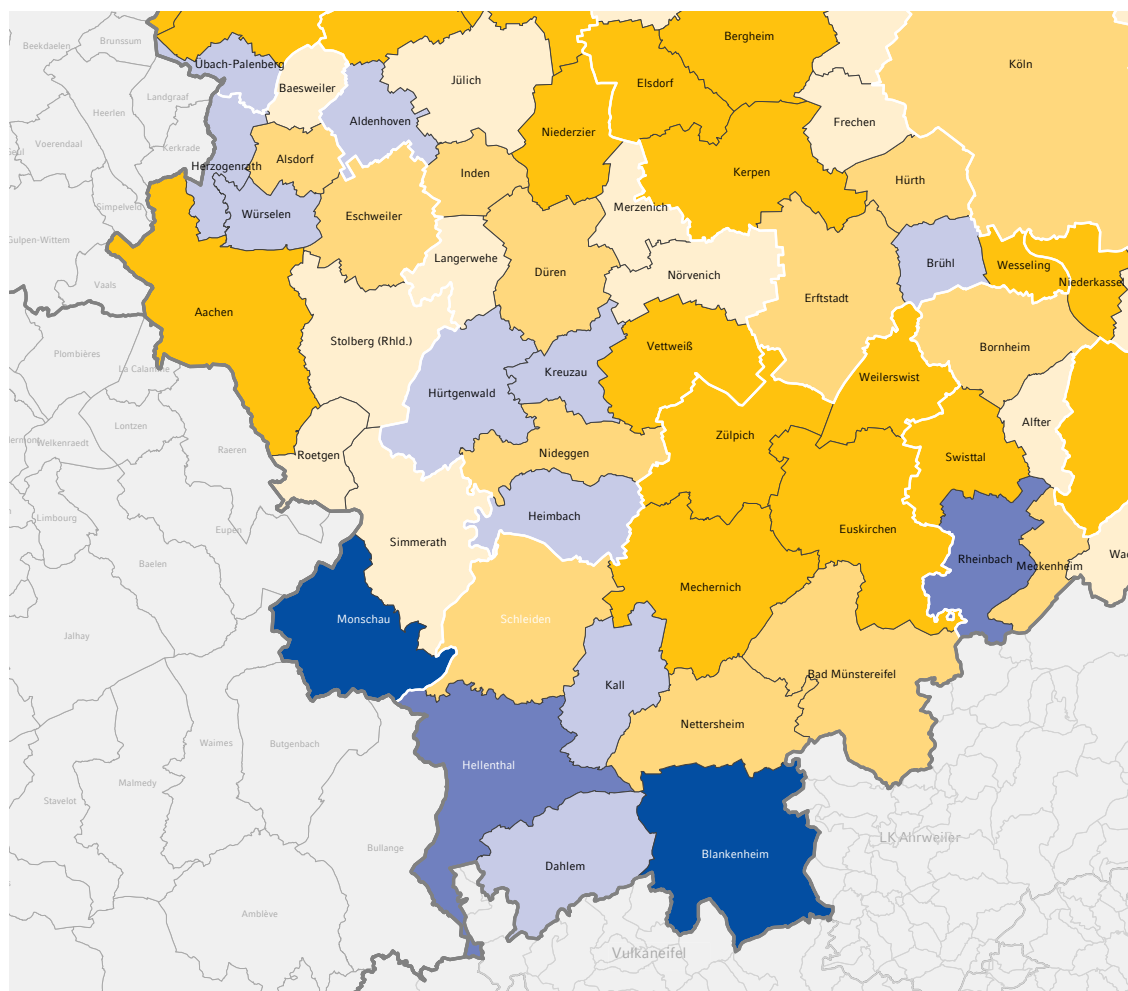 Bergheim
Brunssum
Beekdaelen
Übach-Palenberg
Köln
Jülich
Elsdorf
Baesweiler
Landgraaf
Heerlen
Aldenhoven
Frechen
Niederzier
Voerendaal
Kerkrade
Alsdorf
Herzogenrath
Inden
Kerpen
Hürth
Simpelveld
Merzenich
Würselen
Eschweiler
Gulpen-Wittem
Langerwehe
Brühl
Wesseling
Düren
Nörvenich
Niederkassel
Vaals
Erftstadt
Aachen
Stolberg (Rhld.)
Vettweiß
Bornheim
Plombières
La Calamine
Kreuzau
Weilerswist
Hürtgenwald
Alfter
Lontzen
Zülpich
Welkenraedt
Raeren
Roetgen
Nideggen
Swisttal
Limbourg
Heimbach
Eupen
Euskirchen
Simmerath
Rheinbach
Baelen
Meckenheim
Mechernich
Monschau
Schleiden
Jalhay
Bad Münstereifel
Kall
Nettersheim
Waimes
Butgenbach
Hellenthal
Malmedy
Stavelot
LK Ahrweiler
Bullange
Blankenheim
Dahlem
Amblève
Vulkaneifel